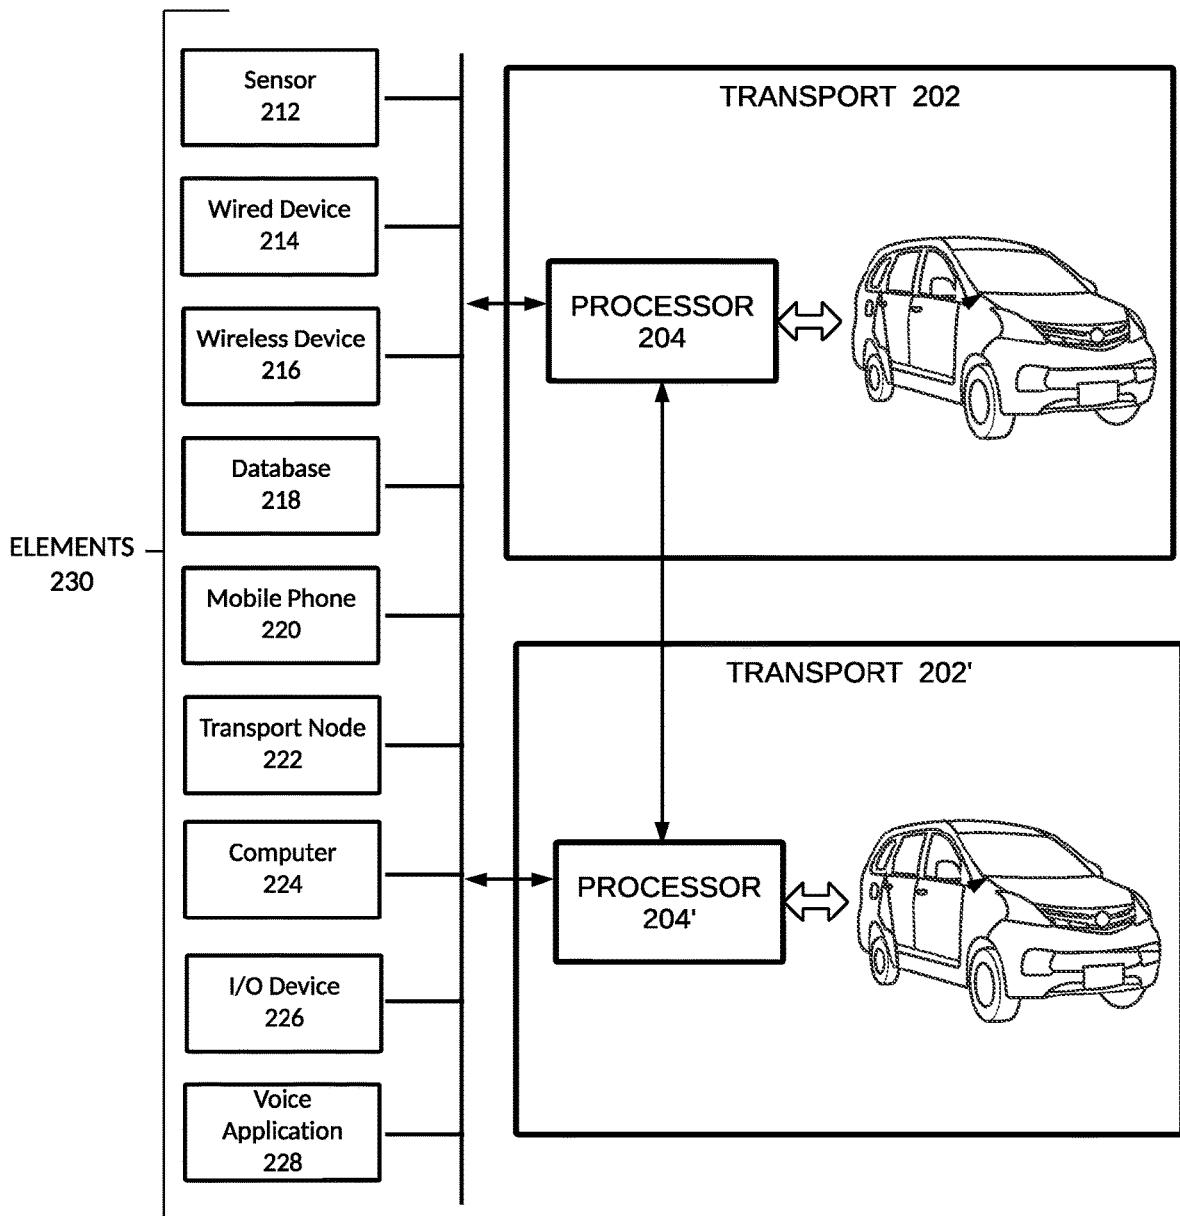 ELEMENTS
230
Sensor
212
Wired Device
214
Wireless Device
216
Database
218
Mobile Phone
220
Transport Node
222
Computer
224
I/O Device
226
Voice
Application
228
TRANSPORT 202
PROCESSOR
204
TRANSPORT 202'
PROCESSOR
204'